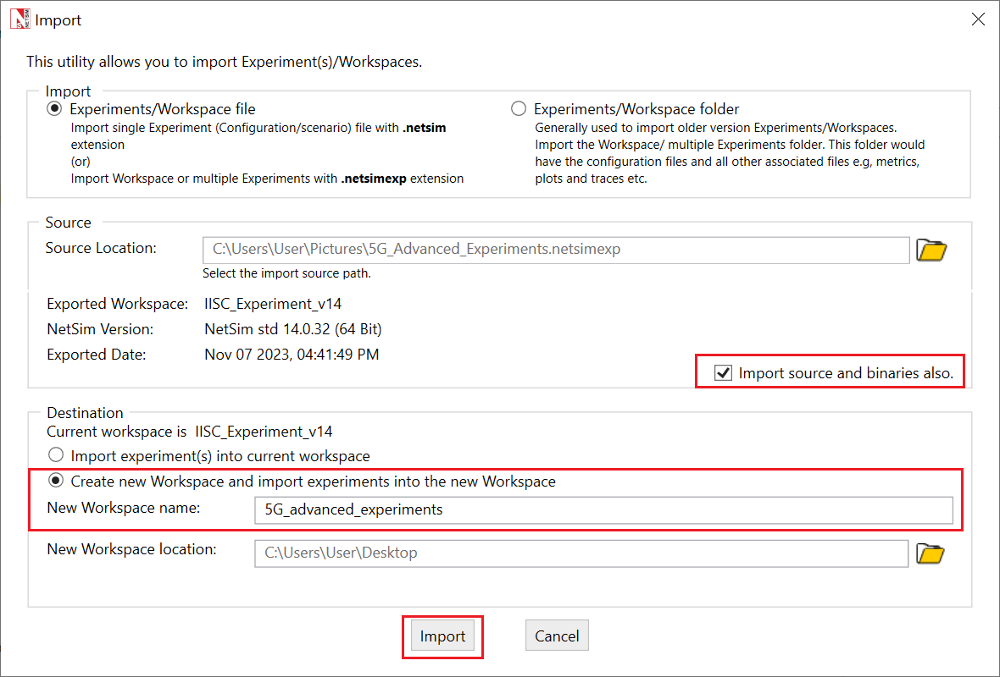 NETSIM
Import
This utility allows you to import Experiment(s)/Workspaces.
Import
Experiments/Workspace file
Import single Experiment (Configuration/scenario) file with .netsim
extension
(or)
Import Workspace or multiple Experiments with .netsimexp extension
Experiments/Workspace folder
Generally used to import older version Experiments/Workspaces.
Import the Workspace/ multiple Experiments folder. This folder would
have the configuration files and all other associated files e.g, metrics,
plots and traces etc.
Source
Source Location:
C:\Users\User\Pictures\5G_Advanced_Experiments.netsimexp
Select the import source path.
Exported Workspace: IISC_Experiment_v14
NetSim Version: NetSim std 14.0.32 (64 Bit)
Exported Date: Nov 07 2023, 04:41:49 PM
Import source and binaries also.
Destination
Current workspace is IISC_Experiment_v14
Import experiment(s) into current workspace
Create new Workspace and import experiments into the new Workspace
New Workspace name: 5G_advanced_experiments
New Workspace location: C:\Users\User\Desktop
Import Cancel